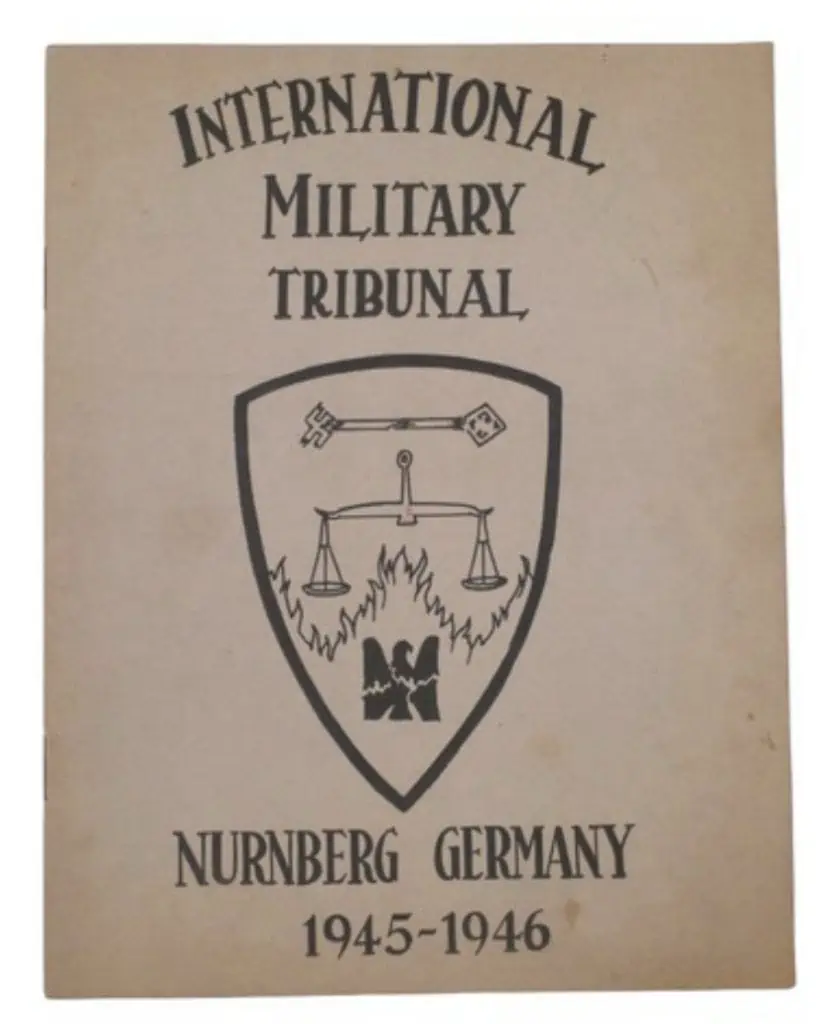 INTERNATIONAL
MILITARY
TRIBUNAL
NURNBERG GERMANY
1945-1946